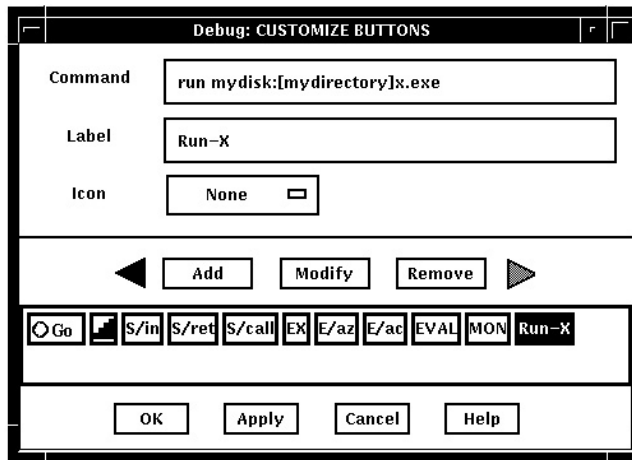 Debug: CUSTOMIZE BUTTONS
Command run mydisk:[mydirectory]x.exe
Label Run-X
Icon None
Add Modify Remove
Go S/in S/ret S/call EX E/az E/ac EVAL MON Run-X
OK Apply Cancel Help